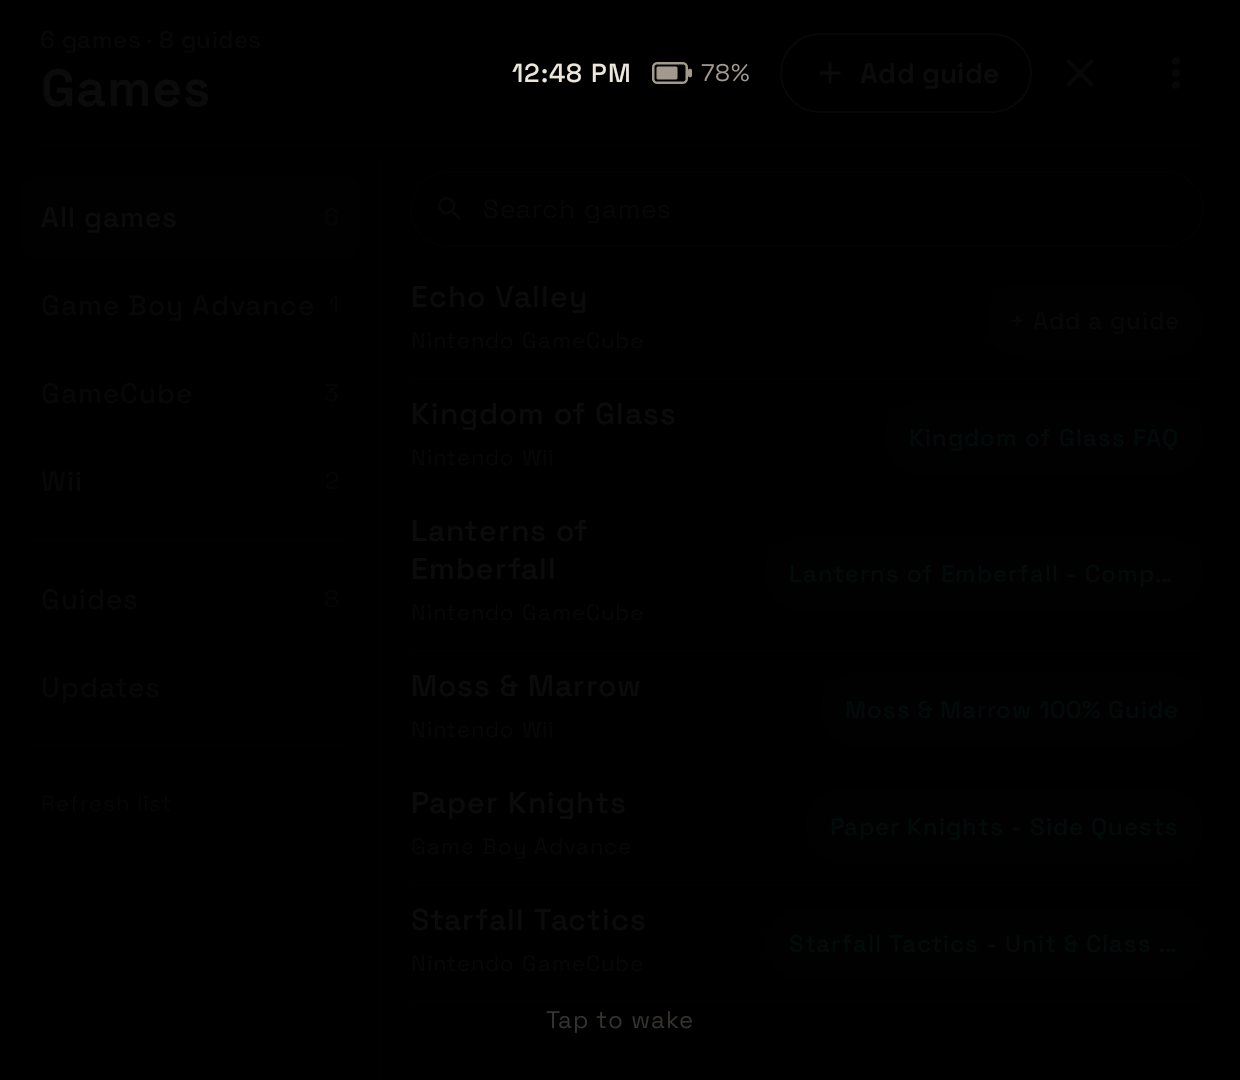 6 games · 8 guides
Games
12:48 PM
78%
+ Add guide
All games 6
Game Boy Advance 1
GameCube 3
Wii 2
Guides 8
Updates
Refresh list
Search games
Echo Valley
Nintendo GameCube
+ Add a guide
Kingdom of Glass
Nintendo Wii
Kingdom of Glass FAQ
Lanterns of
Emberfall
Nintendo GameCube
Lanterns of Emberfall - Comp…
Moss & Marrow
Nintendo Wii
Moss & Marrow 100% Guide
Paper Knights
Game Boy Advance
Paper Knights - Side Quests
Starfall Tactics
Nintendo GameCube
Starfall Tactics - Unit & Class …
Tap to wake